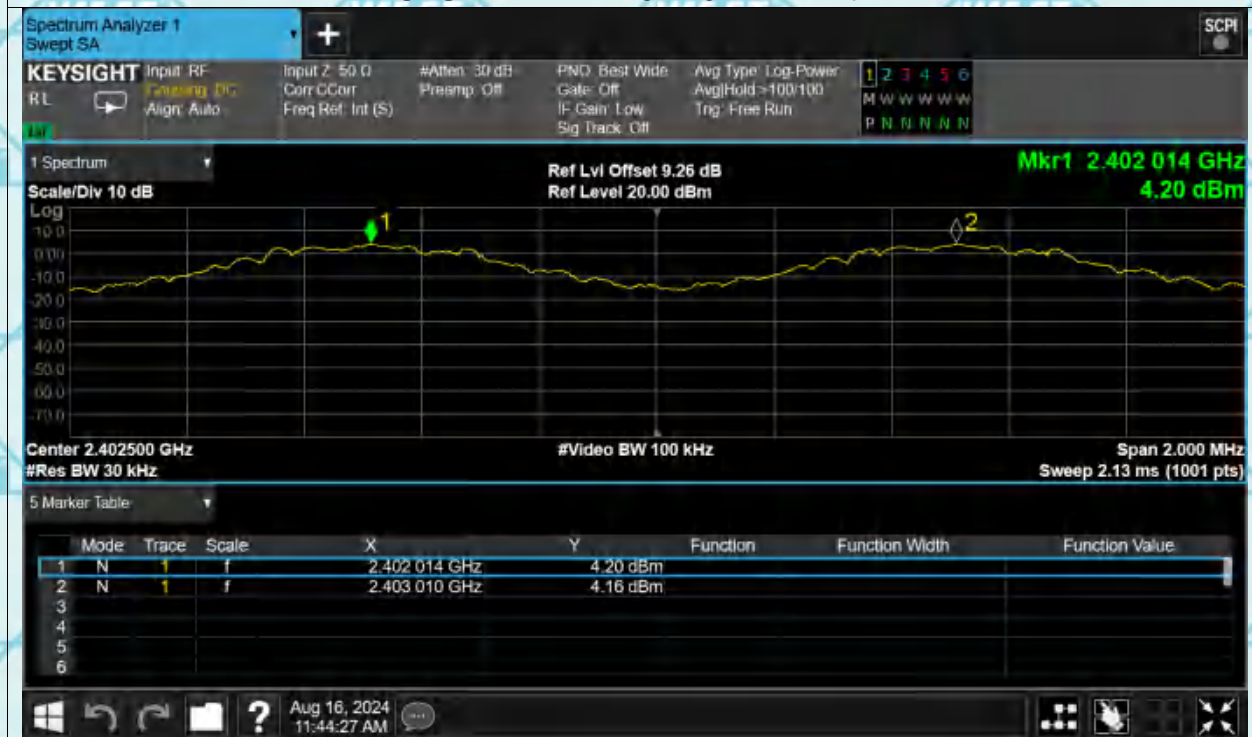 Spectrum Analyzer 1
Swept SA
+
SCPI
KEYSIGHT
RL
Input: RF
Coupling: DC
Align: Auto
Input Z: 50 Ω
Corr CCorr
Freq Ref: Int (S)
#Atten: 30 dB
Preamp: Off
PNO: Best Wide
Gate: Off
IF Gain: Low
Sig Track: Off
Avg Type: Log-Power
Avg|Hold:>100/100
Trig: Free Run
1 2 3 4 5 6
M W W W W W
P N N N N N
1 Spectrum
Scale/Div 10 dB
Ref Lvl Offset 9.26 dB
Ref Level 20.00 dBm
Mkr1 2.402 014 GHz
4.20 dBm
Log
10.0
0.00
-10.0
-20.0
-30.0
-40.0
-50.0
-60.0
-70.0
1
2
Center 2.402500 GHz
#Video BW 100 kHz
Span 2.000 MHz
#Res BW 30 kHz
Sweep 2.13 ms (1001 pts)
5 Marker Table
Mode Trace Scale X Y Function Function Width Function Value
1 N 1 f 2.402 014 GHz 4.20 dBm
2 N 1 f 2.403 010 GHz 4.16 dBm
3
4
5
6
?
Aug 16, 2024
11:44:27 AM